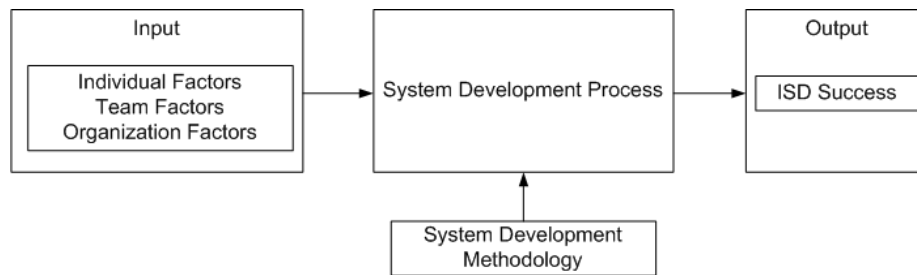 Input
Individual Factors
Team Factors
Organization Factors
System Development Process
Output
ISD Success
System Development
Methodology